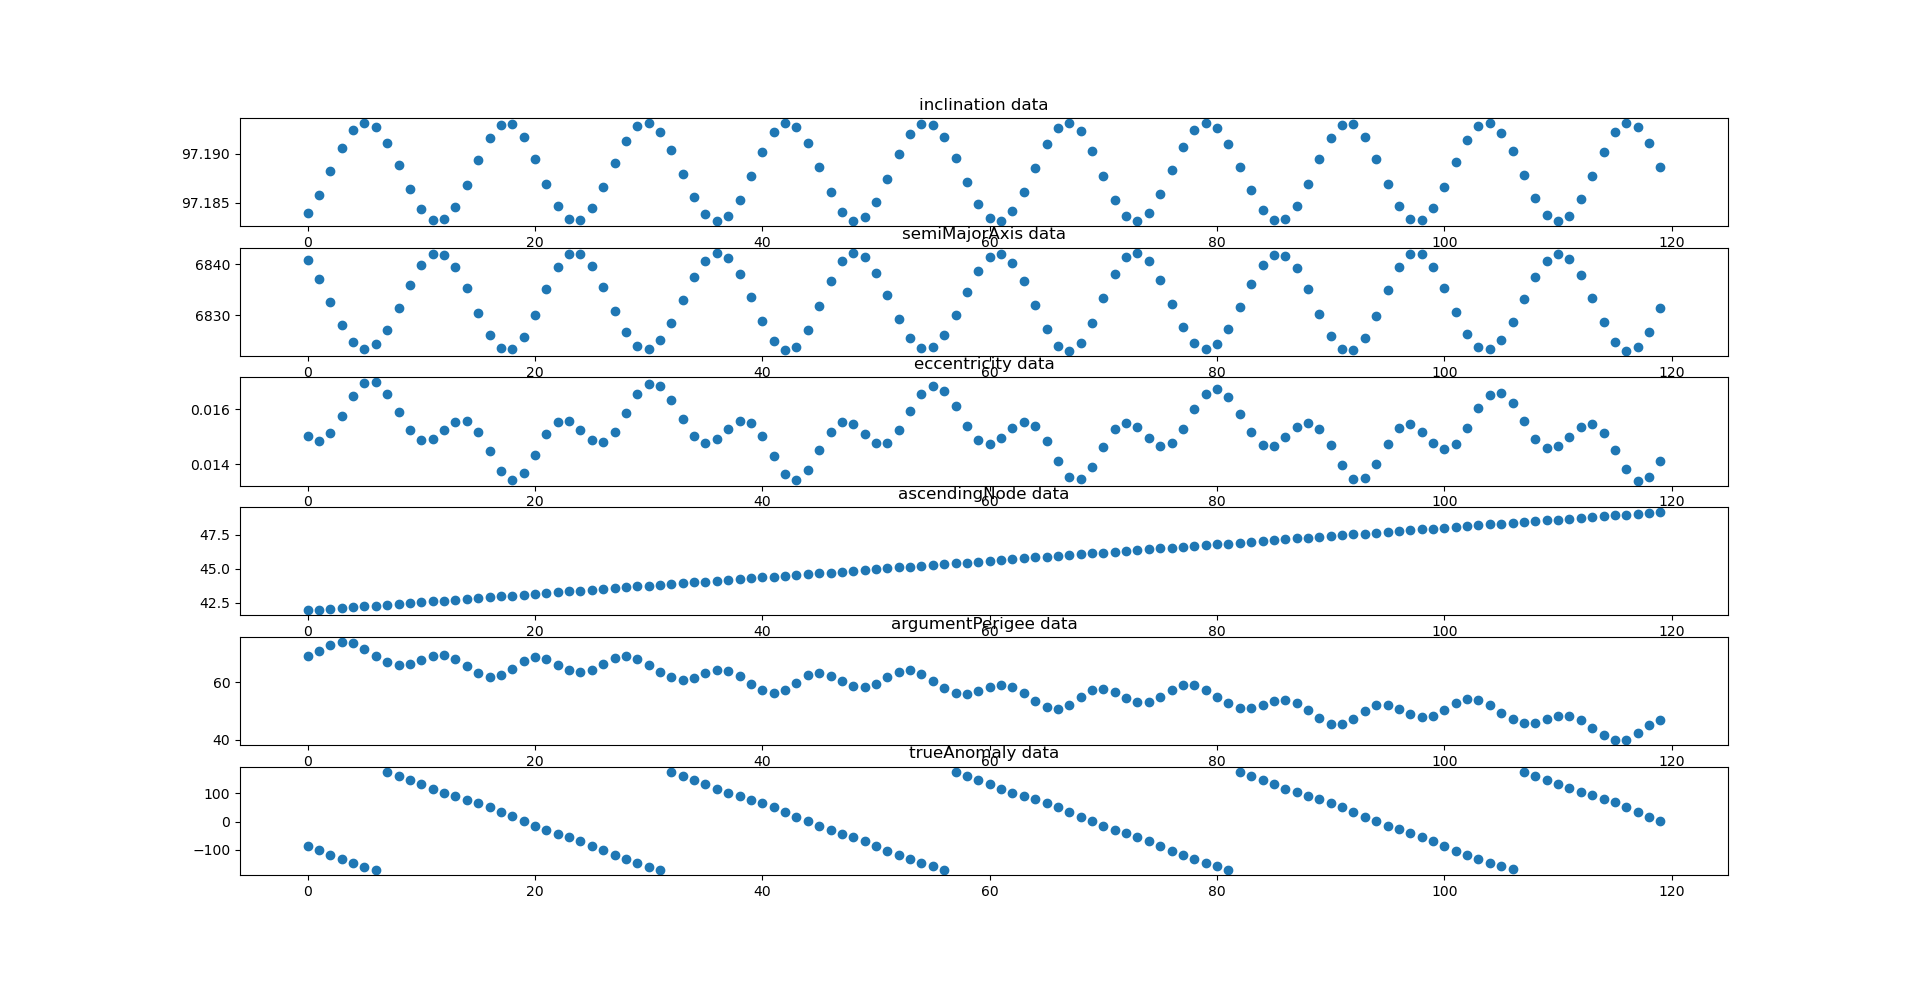 inclination data
97.190
97.185
0 20 40 60 80 100 120
semiMajorAxis data
6840
6830
0 20 40 60 80 100 120
eccentricity data
0.016
0.014
0 20 40 60 80 100 120
ascendingNode data
47.5
45.0
42.5
0 20 40 60 80 100 120
argumentPerigee data
60
40
0 20 40 60 80 100 120
trueAnomaly data
100
0
−100
0 20 40 60 80 100 120